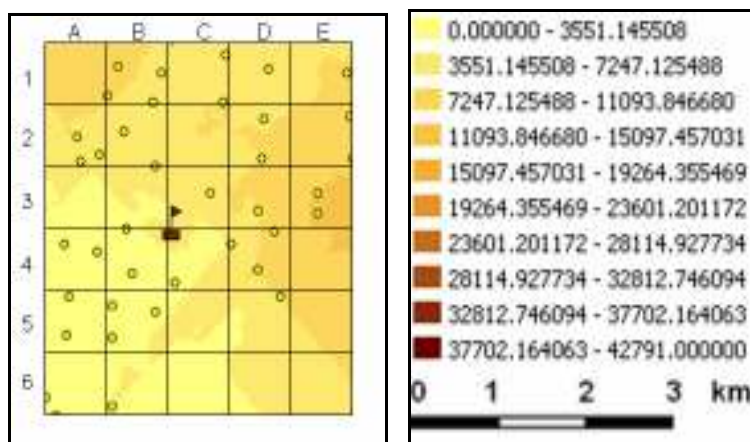 A B C D E
1
2
3
4
5
6
0.000000 - 3551.145508
3551.145508 - 7247.125488
7247.125488 - 11093.846680
11093.846680 - 15097.457031
15097.457031 - 19264.355469
19264.355469 - 23601.201172
23601.201172 - 28114.927734
28114.927734 - 32812.746094
32812.746094 - 37702.164063
37702.164063 - 42791.000000
0 1 2 3 km